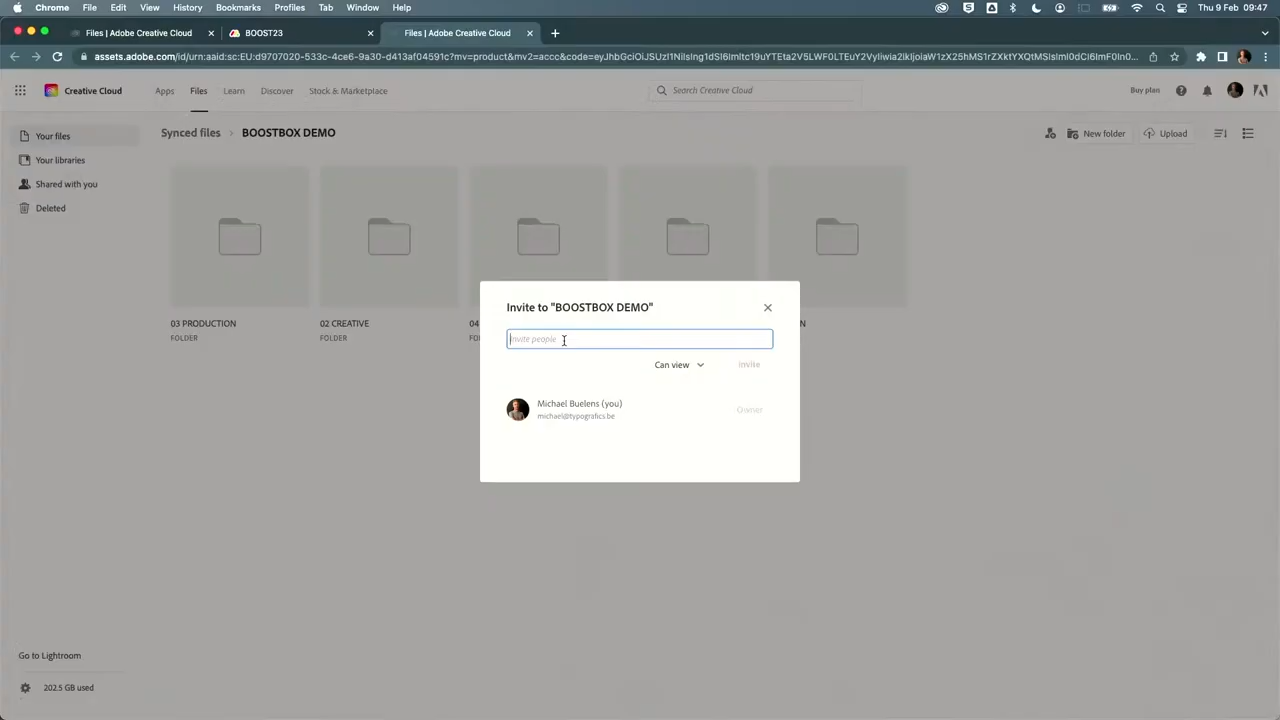 Chrome File Edit View History Bookmarks Profiles Tab Window Help Thu 9 Feb 09:47
Files | Adobe Creative Cloud BOOST23 Files | Adobe Creative Cloud
Creative Cloud Apps Files Learn Discover Stock & Marketplace Search Creative Cloud Buy plan
Your files
Your libraries
Shared with you
Deleted
Synced files > BOOSTBOX DEMO New folder Upload
03 PRODUCTION
FOLDER
02 CREATIVE
FOLDER
04
FO
N
Invite to "BOOSTBOX DEMO"
Invite people
Can view Invite
Michael Buelens (you)
michael@typografics.be
Owner
Go to Lightroom
202.5 GB used